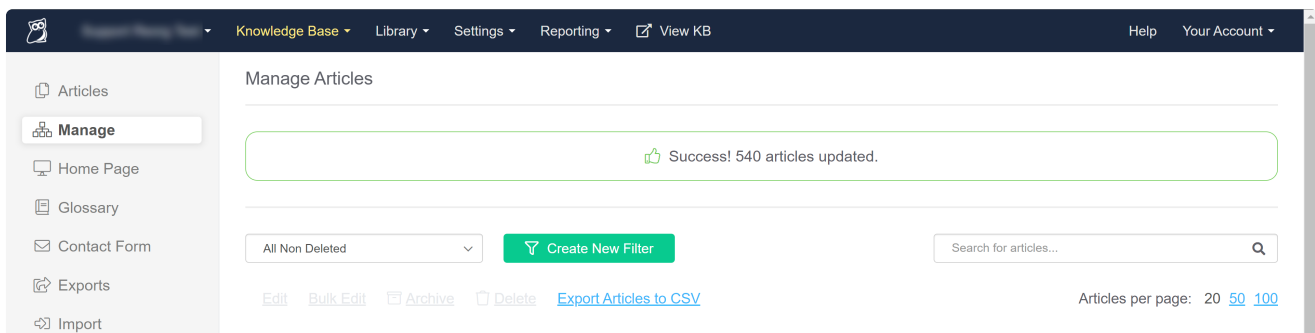 Knowledge Base Library Settings Reporting View KB Help Your Account
Articles
Manage
Home Page
Glossary
Contact Form
Exports
Import
Manage Articles
Success! 540 articles updated.
All Non Deleted Create New Filter Search for articles...
Edit Bulk Edit Archive Delete Export Articles to CSV Articles per page: 20 50 100